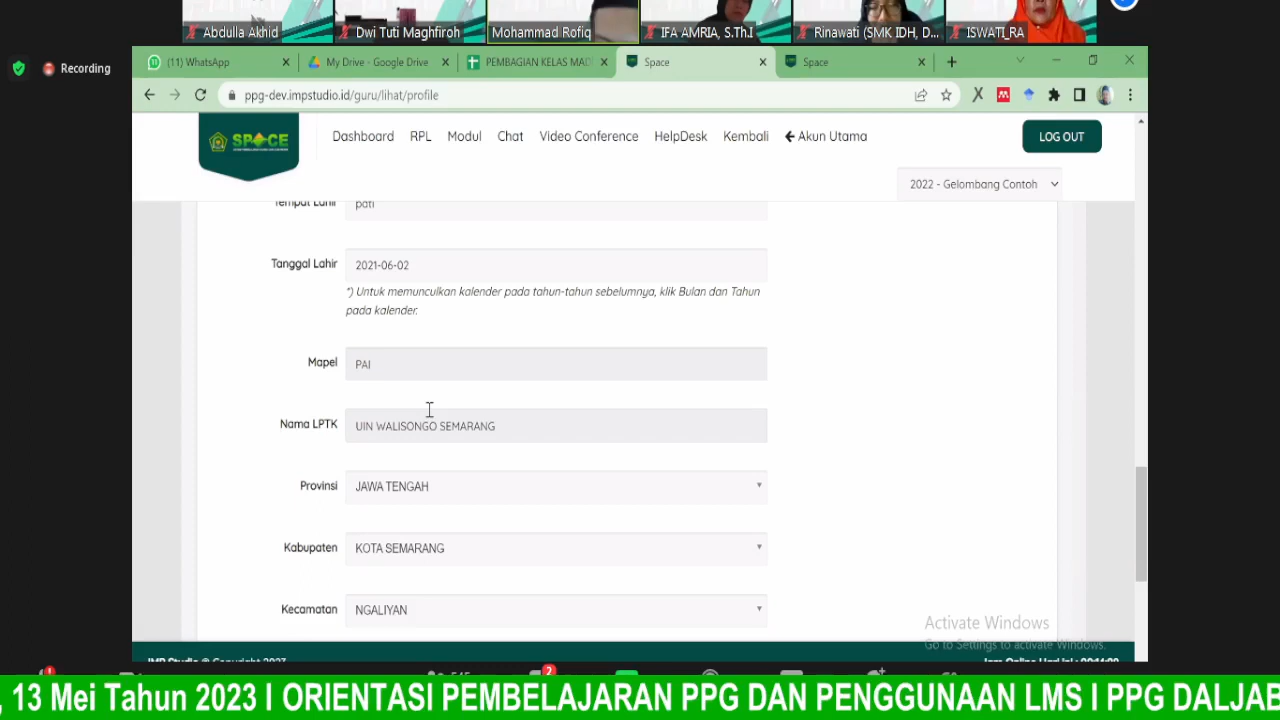 Abdulla Akhid
Dwi Tuti Maghfiroh
Mohammad Rofiq
IFA AMRIA, S.Th.I
Rinawati (SMK IDH, D...
ISWATI_RA
Recording
(11) WhatsApp
My Drive - Google Drive
PEMBAGIAN KELAS MAD
Space
Space
ppg-dev.impstudio.id/guru/lihat/profile
SPACE
Dashboard
RPL
Modul
Chat
Video Conference
HelpDesk
Kembali
Akun Utama
LOG OUT
2022 - Gelombang Contoh
Tempat Lahir
pati
Tanggal Lahir
2021-06-02
*) Untuk memunculkan kalender pada tahun-tahun sebelumnya, klik Bulan dan Tahun
pada kalender.
Mapel
PAI
Nama LPTK
UIN WALISONGO SEMARANG
Provinsi
JAWA TENGAH
Kabupaten
KOTA SEMARANG
Kecamatan
NGALIYAN
Activate Windows
Go to Settings to activate Windows.
IMP Studio © Copyright 2023
2
, 13 Mei Tahun 2023 I ORIENTASI PEMBELAJARAN PPG DAN PENGGUNAAN LMS I PPG DALJAB